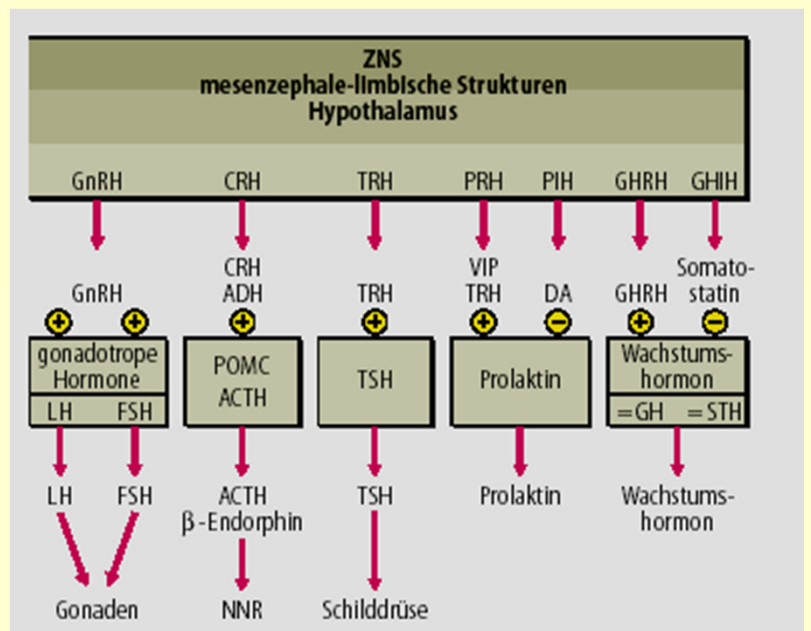 ZNS
mesenzephale-limbische Strukturen
Hypothalamus
GnRH CRH TRH PRH PIH GHRH GHIH
CRH VIP Somato-
GnRH ADH TRH TRH DA GHRH statin
+ + + + + − + −
gonadotrope
Hormone
LH FSH
POMC
ACTH
TSH
Prolaktin
Wachstums-
hormon
=GH =STH
LH FSH ACTH TSH Prolaktin Wachstums-
β-Endorphin hormon
Gonaden NNR Schilddrüse